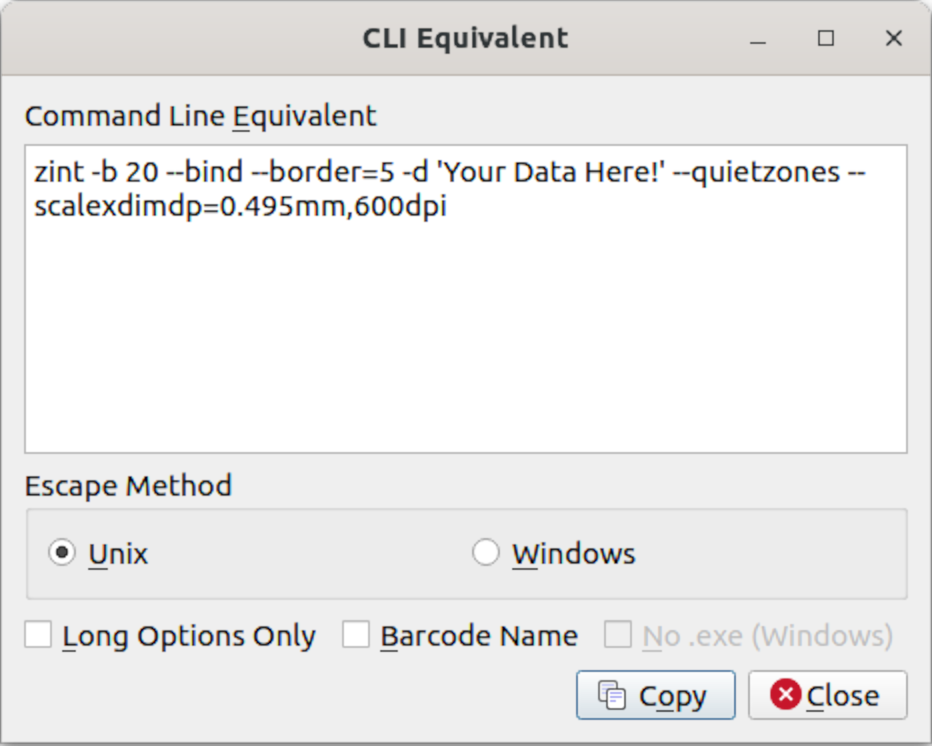 CLI Equivalent
Command Line Equivalent
zint -b 20 --bind --border=5 -d 'Your Data Here!' --quietzones --
scalexdimdp=0.495mm,600dpi
Escape Method
Unix Windows
Long Options Only Barcode Name No .exe (Windows)
Copy Close